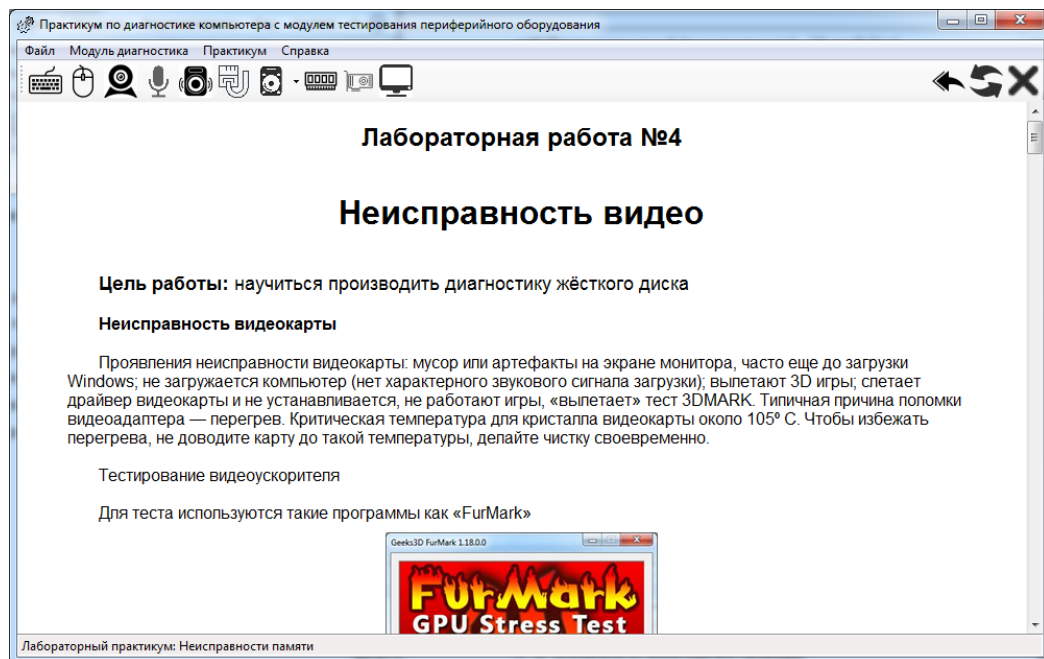 Практикум по диагностике компьютера с модулем тестирования периферийного оборудования
Файл Модуль диагностика Практикум Справка
Лабораторная работа №4
Неисправность видео
Цель работы: научиться производить диагностику жёсткого диска
Неисправность видеокарты
Проявления неисправности видеокарты: мусор или артефакты на экране монитора, часто еще до загрузки
Windows; не загружается компьютер (нет характерного звукового сигнала загрузки); вылетают 3D игры; слетает
драйвер видеокарты и не устанавливается, не работают игры, «вылетает» тест 3DMARK. Типичная причина поломки
видеоадаптера — перегрев. Критическая температура для кристалла видеокарты около 105º С. Чтобы избежать
перегрева, не доводите карту до такой температуры, делайте чистку своевременно.
Тестирование видеоускорителя
Для теста используются такие программы как «FurMark»
Geeks3D FurMark 1.18.0.0
FurMark
GPU Stress Test
Лабораторный практикум: Неисправности памяти